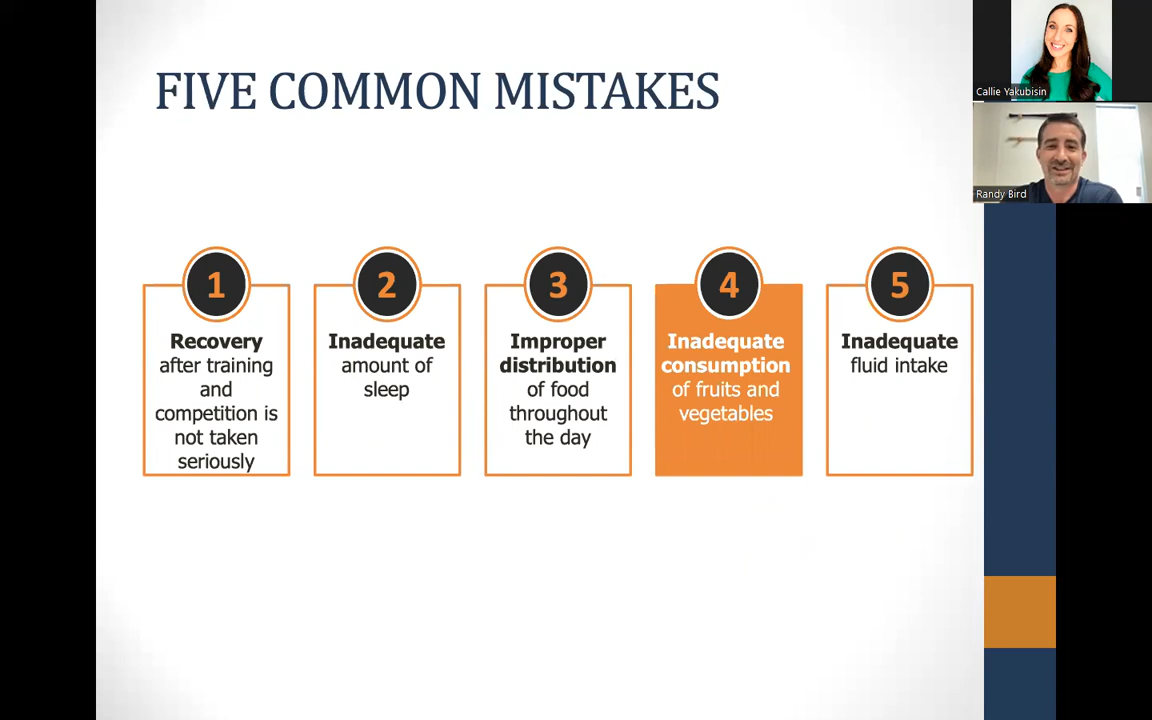 FIVE COMMON MISTAKES
Callie Yakubisin
Randy Bird
1
Recovery
after training
and
competition is
not taken
seriously
2
Inadequate
amount of
sleep
3
Improper
distribution
of food
throughout
the day
4
Inadequate
consumption
of fruits and
vegetables
5
Inadequate
fluid intake